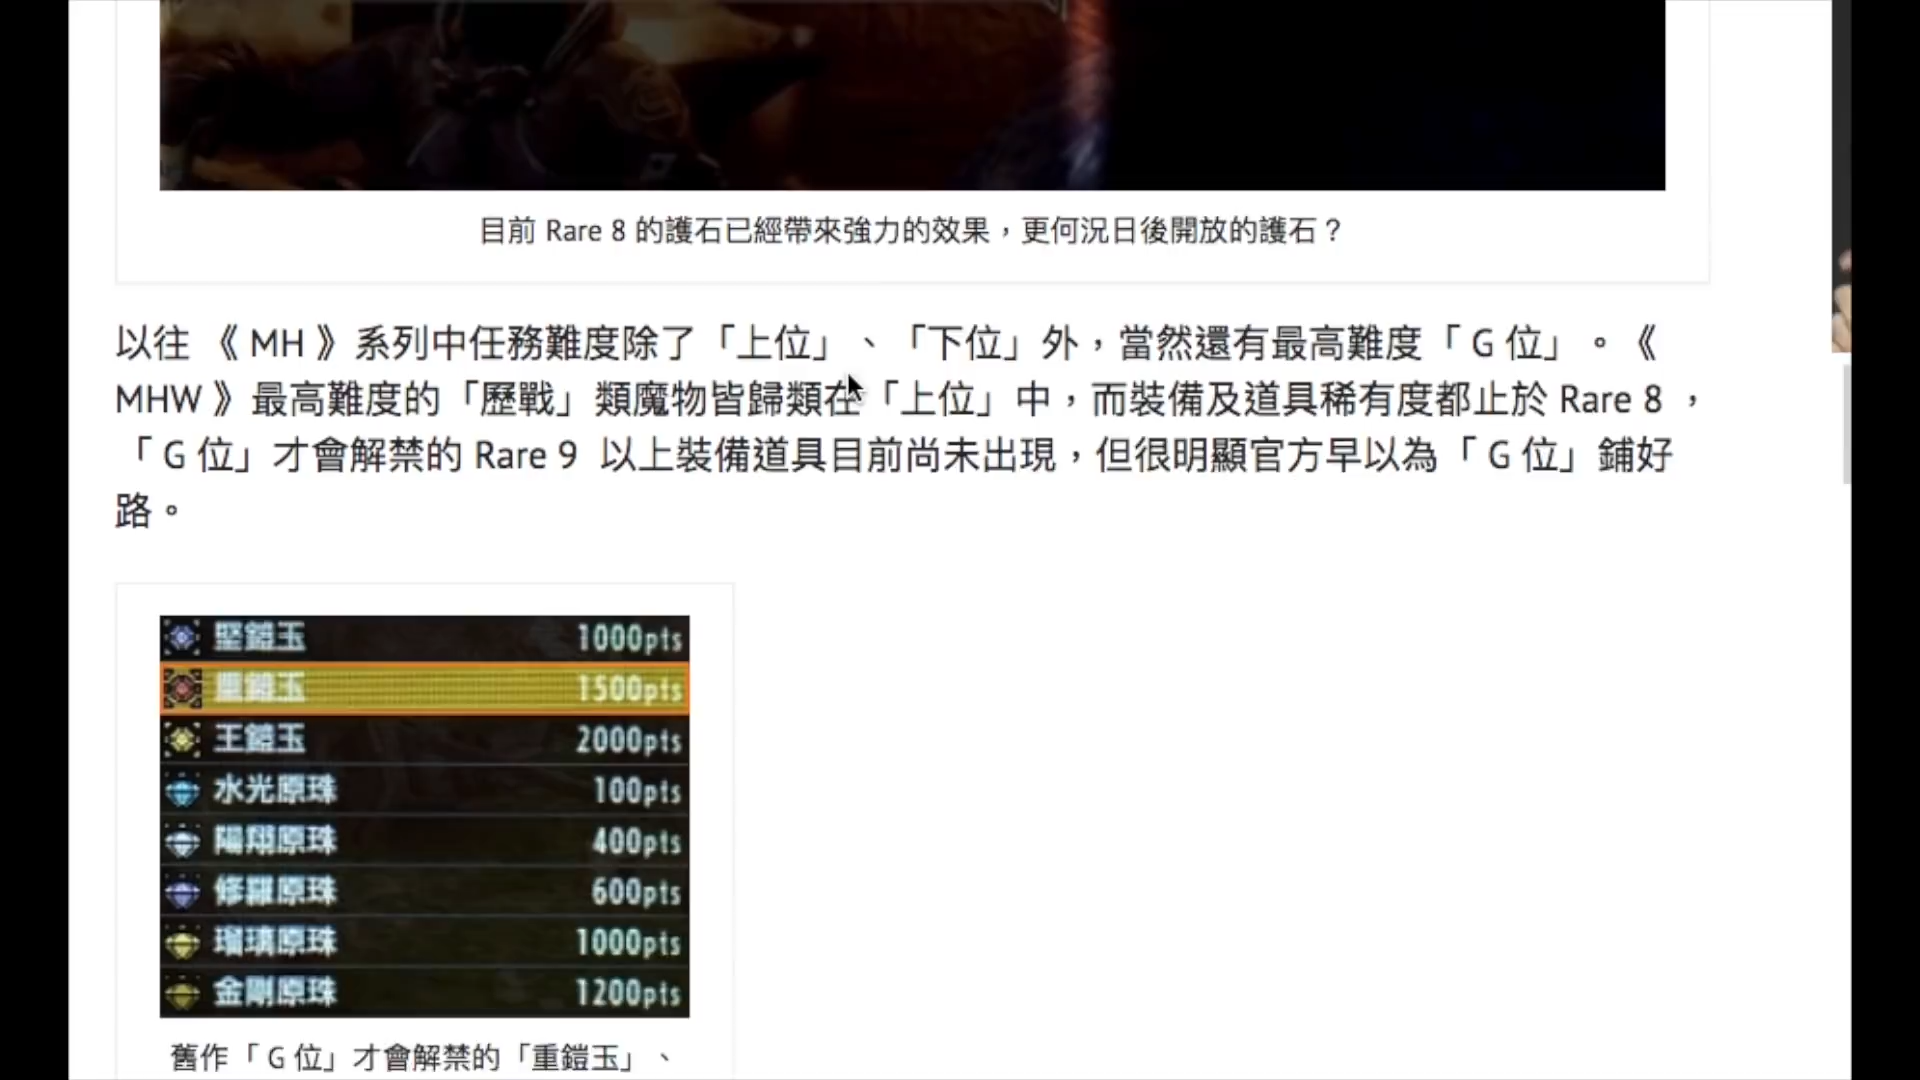 目前 Rare 8 的護石已經帶來強力的效果，更何況日後開放的護石？
以往 《 MH 》系列中任務難度除了「上位」、「下位」外，當然還有最高難度「 G 位」。《
MHW 》最高難度的「歷戰」類魔物皆歸類在「上位」中，而裝備及道具稀有度都止於 Rare 8 ，
「 G 位」才會解禁的 Rare 9 以上裝備道具目前尚未出現，但很明顯官方早以為「 G 位」鋪好
路。
堅鎧玉 1000pts
重鎧玉 1500pts
王鎧玉 2000pts
水光原珠 100pts
陽翔原珠 400pts
修羅原珠 600pts
瑠璃原珠 1000pts
金剛原珠 1200pts
舊作「 G 位」才會解禁的「重鎧玉」、